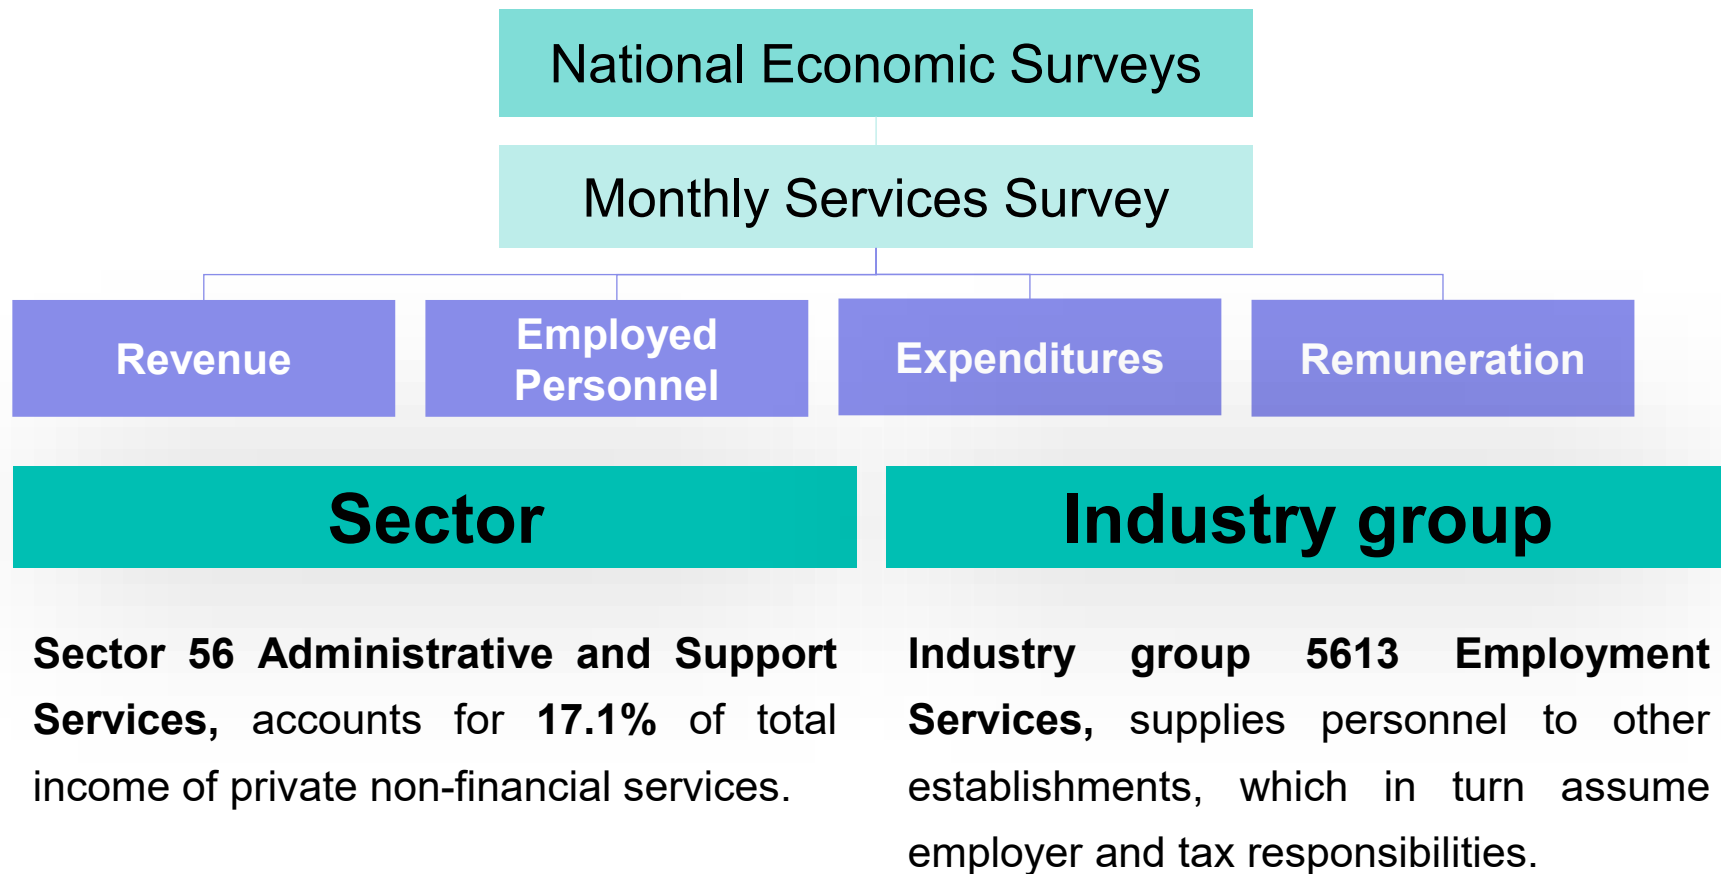 National Economic Surveys
Monthly Services Survey
Revenue
Employed
Personnel
Expenditures
Remuneration
Sector
Sector 56 Administrative and Support
Services, accounts for 17.1% of total
income of private non-financial services.
Industry group
Industry group 5613 Employment
Services, supplies personnel to other
establishments, which in turn assume
employer and tax responsibilities.